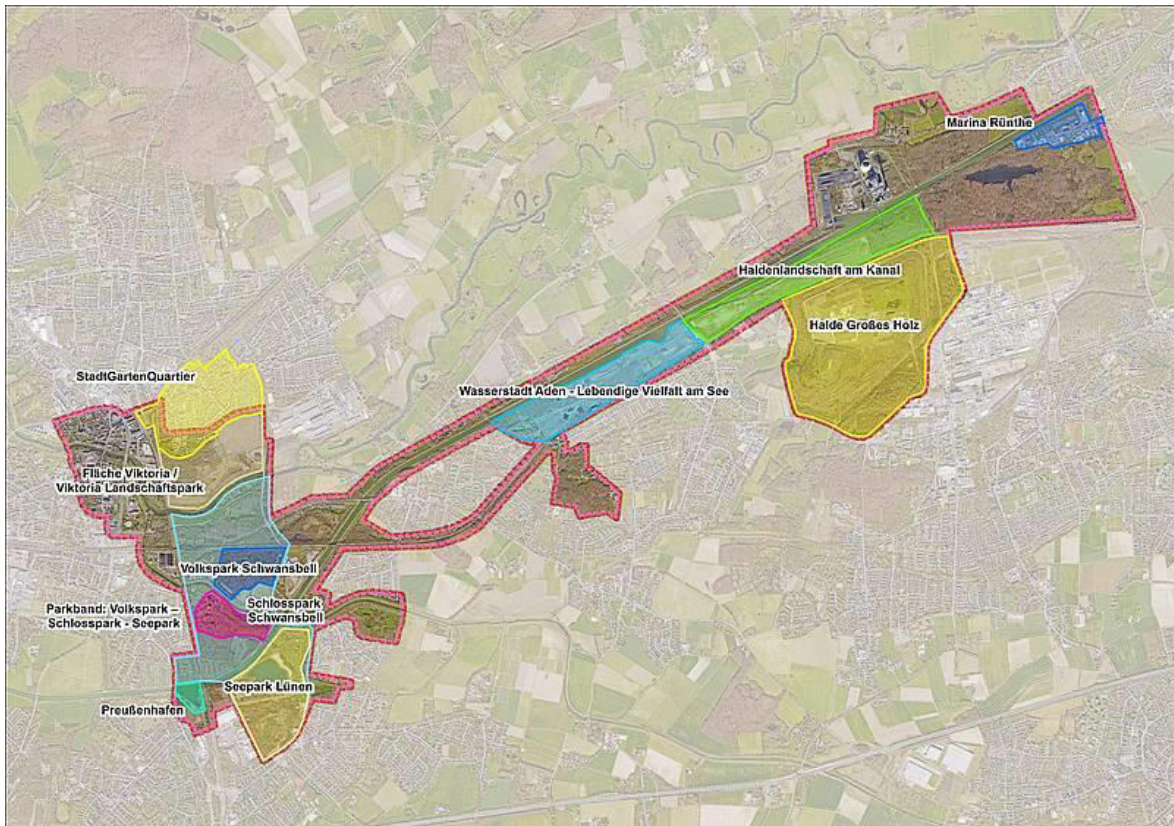 Marina Rünthe
Haldenlandschaft am Kanal
Halde Großes Holz
StadtGartenQuartier
Wasserstadt Aden - Lebendige Vielfalt am See
Fläche Viktoria /
Viktoria Landschaftspark
Volkspark Schwansbell
Schlosspark
Schwansbell
Parkband: Volkspark –
Schlosspark - Seepark
Seepark Lünen
Preußenhafen